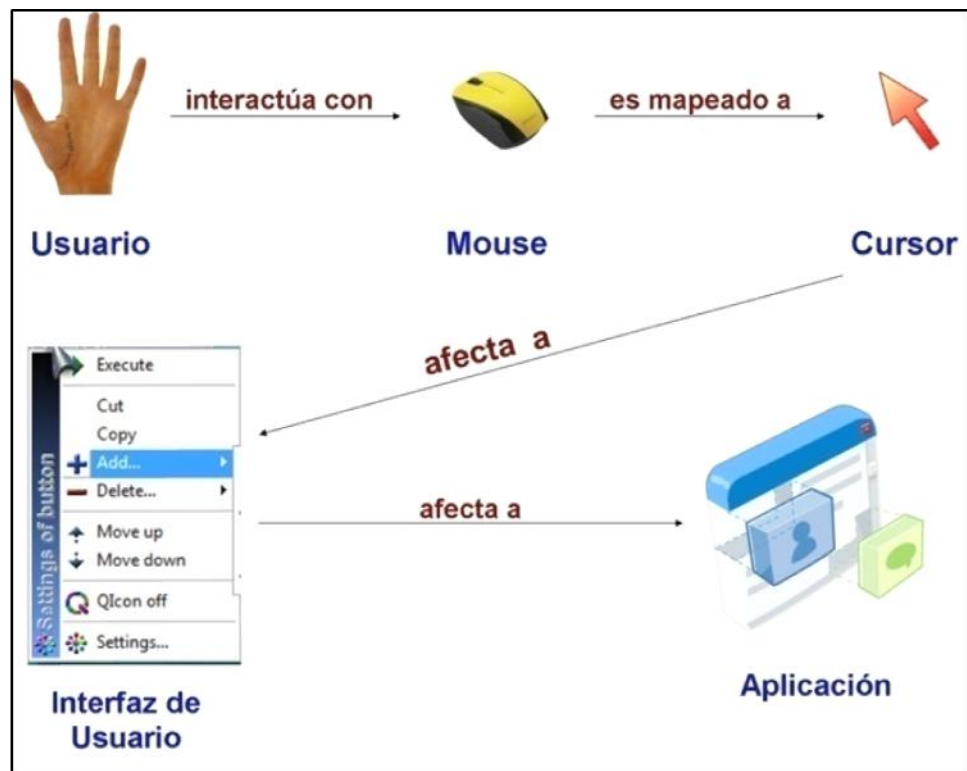 interactúa con
es mapeado a
Usuario
Mouse
Cursor
afecta a
Settings of button
Execute
Cut
Copy
Add...
Delete...
Move up
Move down
QIcon off
Settings...
afecta a
Interfaz de
Usuario
Aplicación